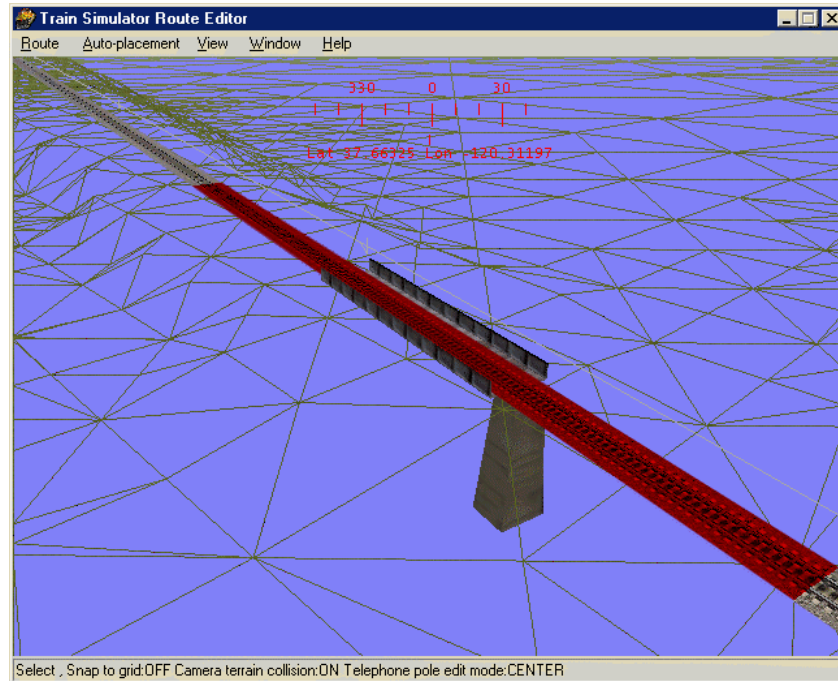 Train Simulator Route Editor
Route Auto-placement View Window Help
330 0 30
Lat 37.66325 Lon -120.31197
Select , Snap to grid:OFF Camera terrain collision:ON Telephone pole edit mode:CENTER